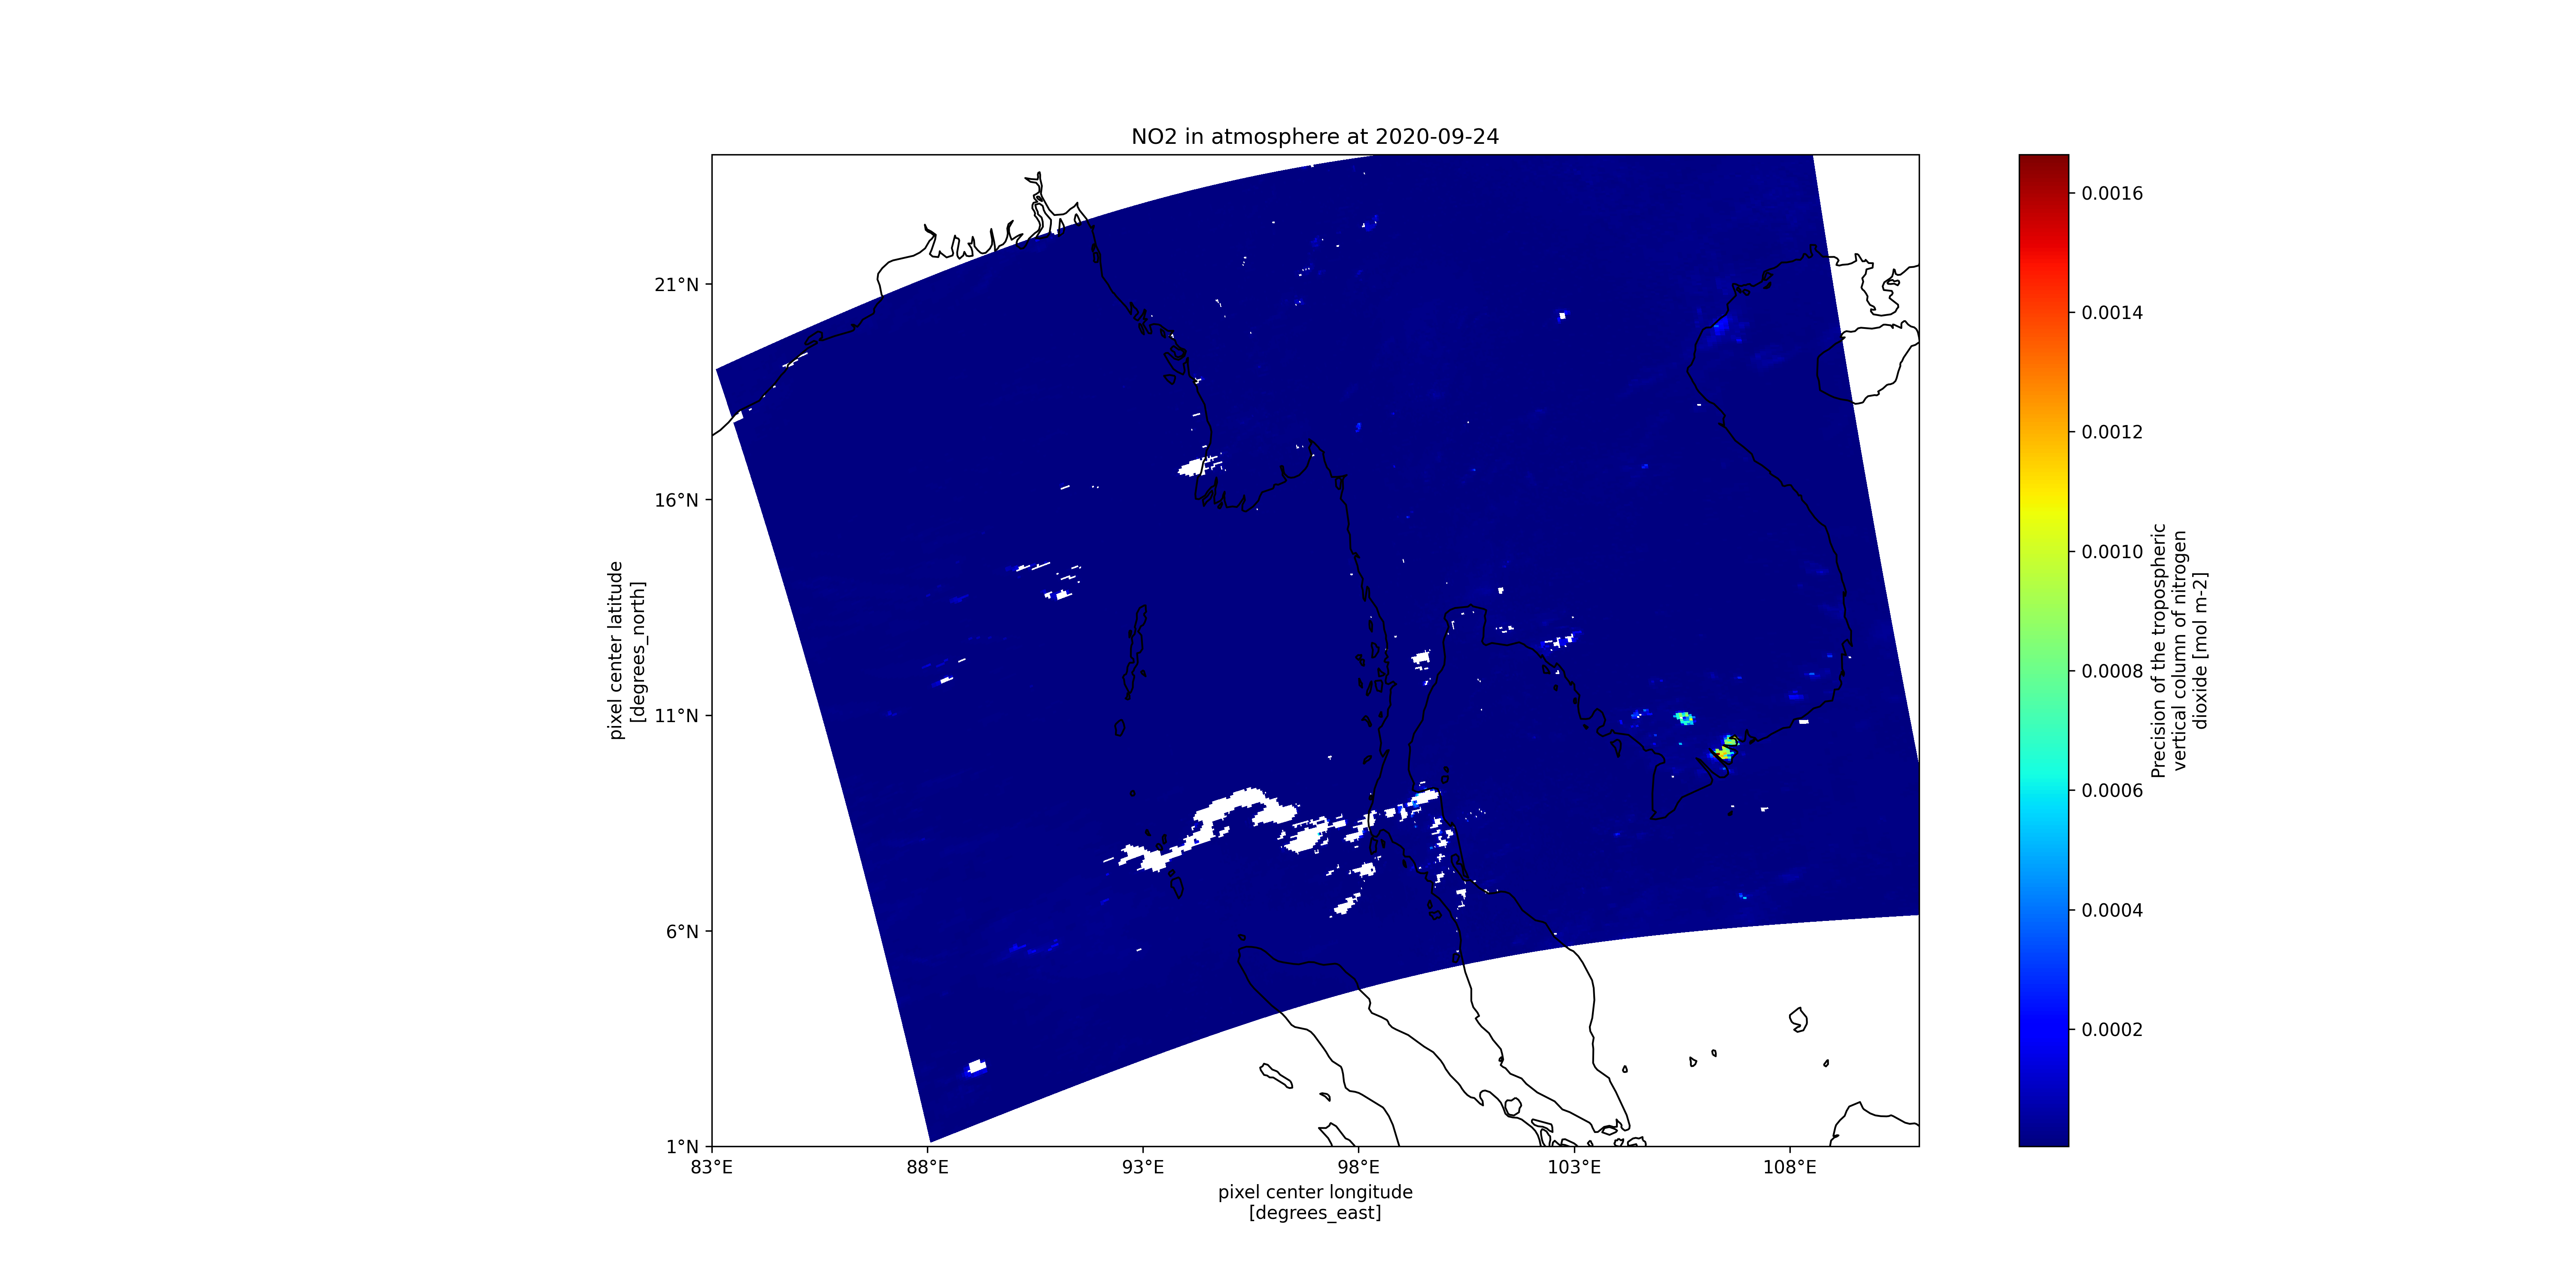 NO2 in atmosphere at 2020-09-24
21°N
16°N
11°N
6°N
1°N
pixel center latitude
[degrees_north]
83°E
88°E
93°E
98°E
103°E
108°E
pixel center longitude
[degrees_east]
0.0016
0.0014
0.0012
0.0010
0.0008
0.0006
0.0004
0.0002
Precision of the tropospheric
vertical column of nitrogen
dioxide [mol m-2]